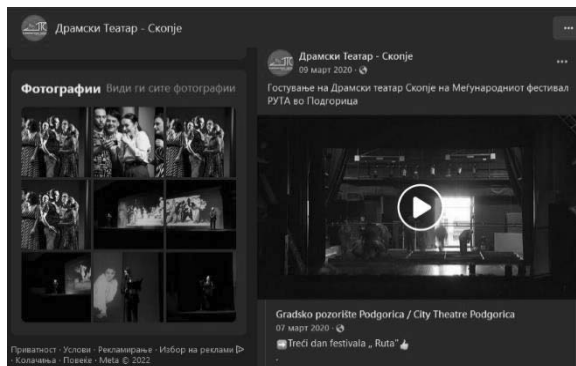 Драмски Театар - Скопје
Фотографии Види ги сите фотографии
Приватност · Услови · Рекламирање · Избор на реклами
· Колачиња · Повеќе · Meta © 2022
Драмски Театар - Скопје
09 март 2020 ·
Гостување на Драмски театар Скопје на Меѓународниот фестивал
РУТА во Подгорица
Gradsko pozorište Podgorica / City Theatre Podgorica
07 март 2020 ·
Treći dan festivala „ Ruta"
.